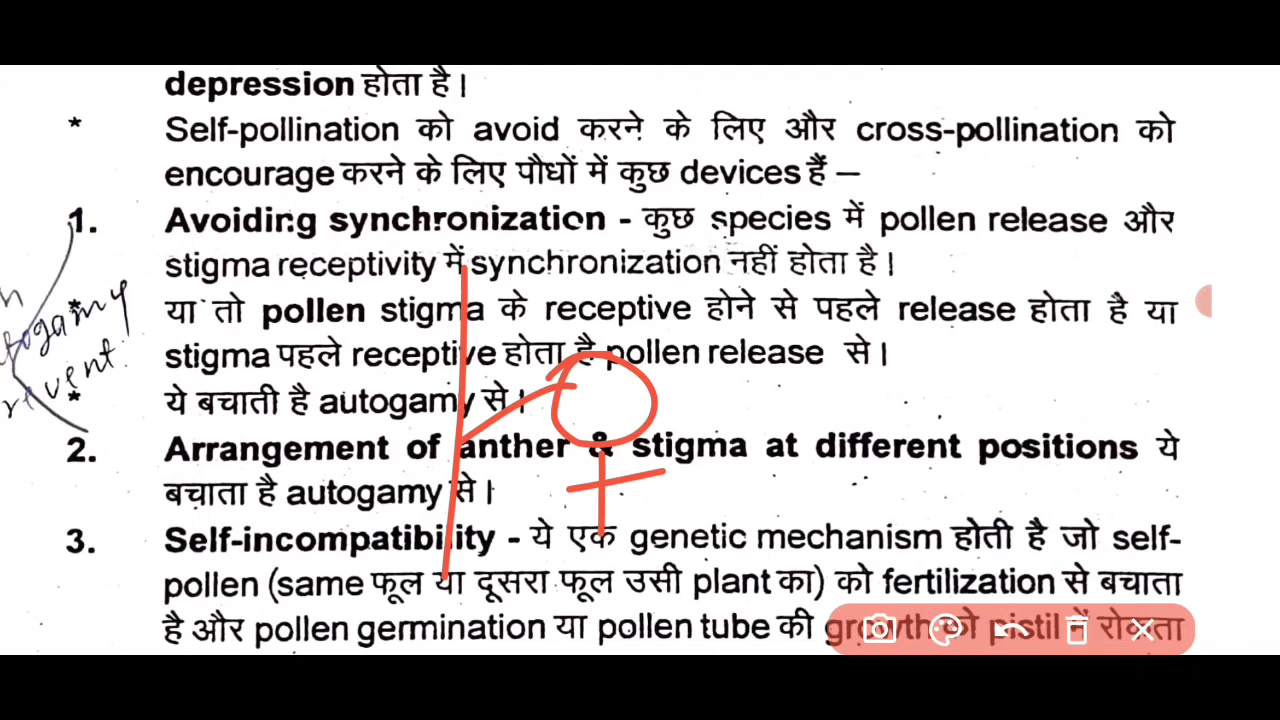 depression होता है।
* Self-pollination को avoid करने के लिए और cross-pollination को
encourage करने के लिए पौधों में कुछ devices हैं –
1. Avoiding synchronization - कुछ species में pollen release और
stigma receptivity में synchronization नहीं होता है।
* या तो pollen stigma के receptive होने से पहले release होता है या
stigma पहले receptive होता है pollen release से।
* ये बचाती है autogamy से।
2. Arrangement of anther & stigma at different positions ये
बचाता है autogamy से।
3. Self-incompatibility - ये एक genetic mechanism होती है जो self-
pollen (same फूल या दूसरा फूल उसी plant का) को fertilization से बचाता
है और pollen germination या pollen tube की growth को pistil में रोकता